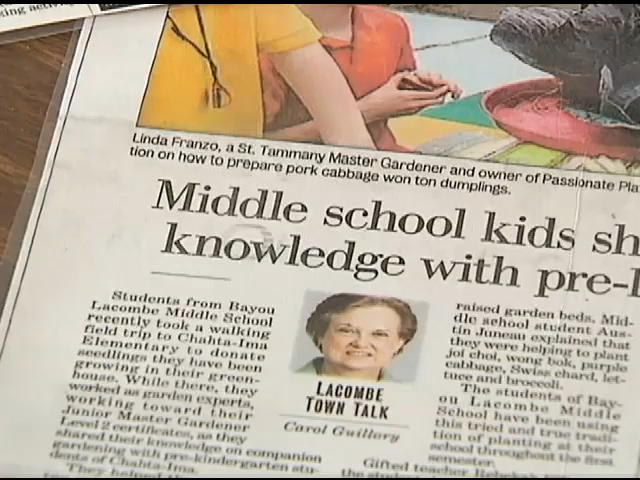 Linda Franzo, a St. Tammany Master Gardener and owner of Passionate
tion on how to prepare pork cabbage won ton dumplings.
Middle school kids
knowledge with
Students from Bayou
Lacombe Middle School
recently took a walking
field trip to Chahta-Ima
Elementary to donate
seedlings they have been
growing in their green-
house. While there, they
worked as garden experts,
working toward their
Junior Master Gardener
Level 2 certificates, as they
shared their knowledge on companion
gardening with pre-kindergarten stu-
dents of Chahta-Ima.
They helped
LACOMBE
TOWN TALK
Carol Guillory
raised garden beds. Mid-
dle school student Aus-
tin Juneau explained that
they were helping to plant
joi choi, wong bok, purple
cabbage, Swiss chard, let-
tuce and broccoli.
The students of Bay-
ou Lacombe Middle
School have been using
this tried and true tradi-
tion of planting at their
school throughout the first
semester.
Gifted teacher